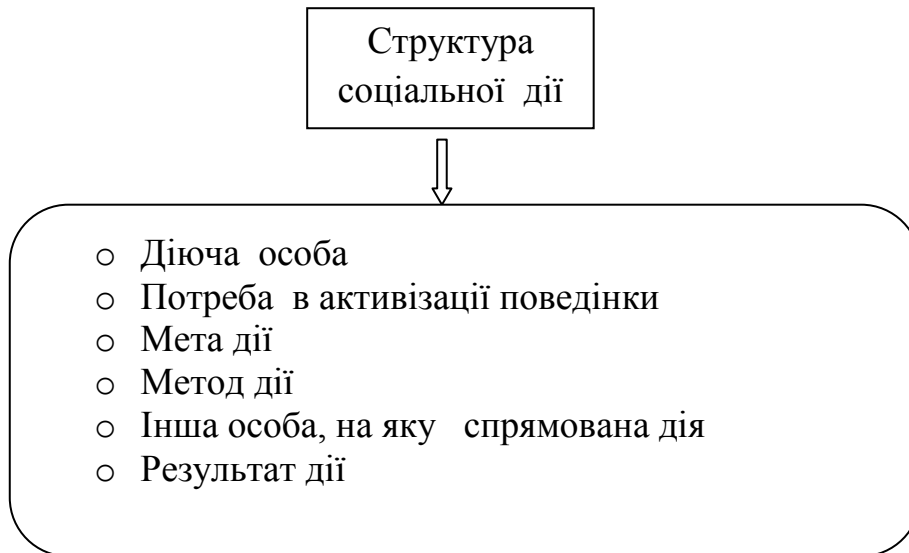 Структура
соціальної дії
o Діюча особа
o Потреба в активізації поведінки
o Мета дії
o Метод дії
o Інша особа, на яку спрямована дія
o Результат дії